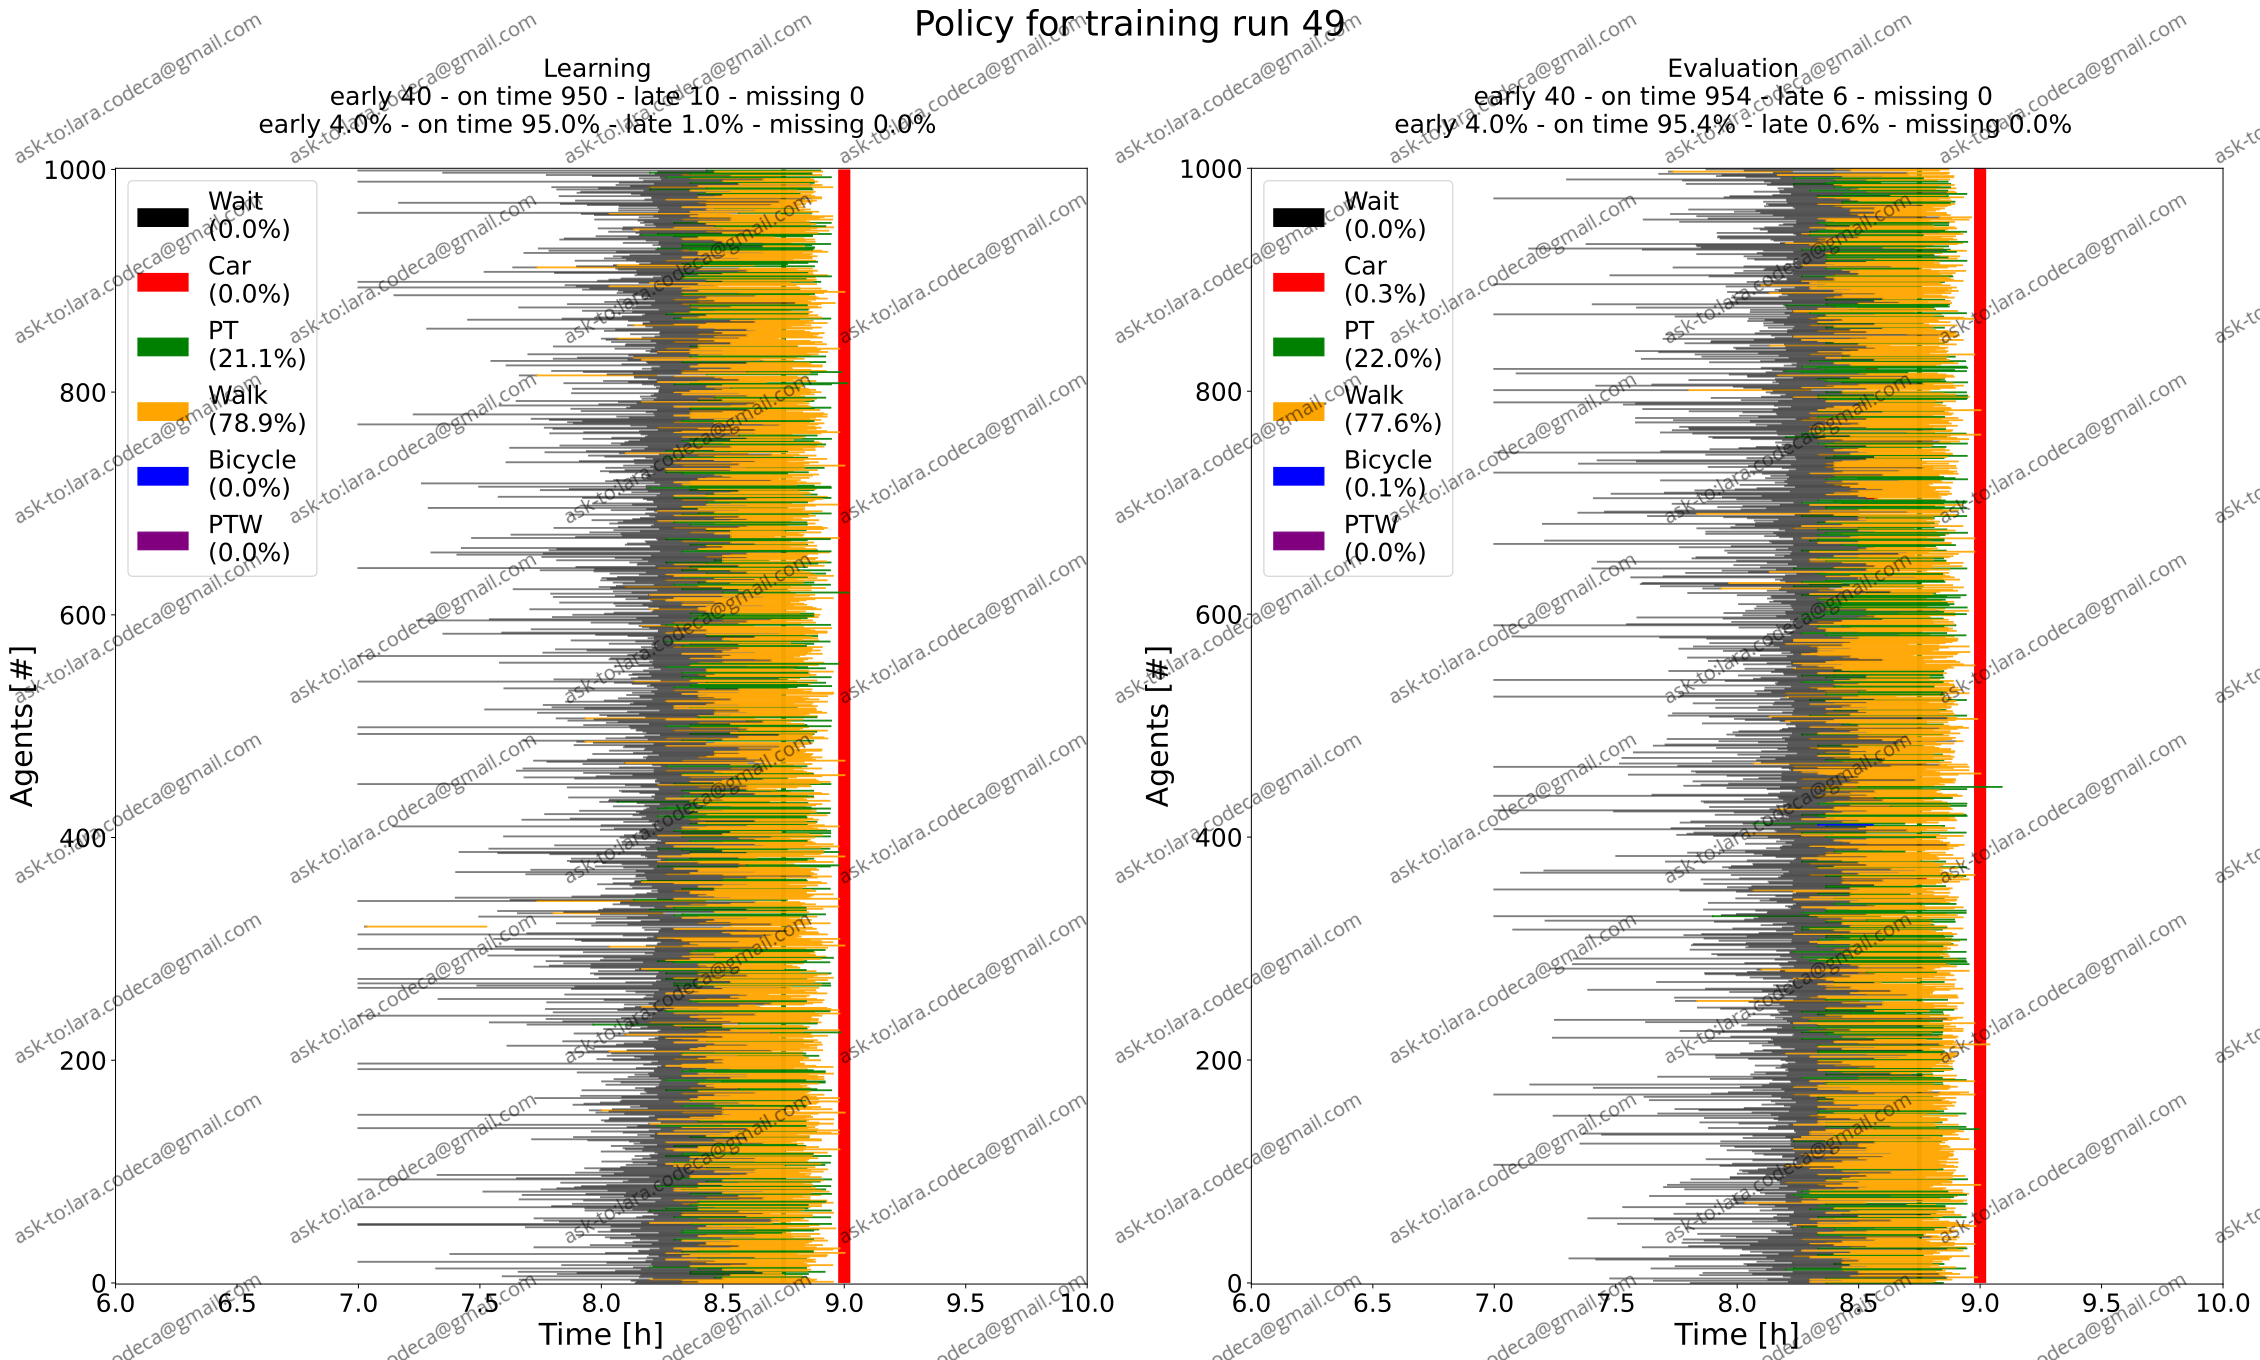 Policy for training run 49
Learning
early 40 - on time 950 - late 10 - missing 0
early 4.0% - on time 95.0% - late 1.0% - missing 0.0%
1000
800
600
400
200
0
Agents [#]
Wait
(0.0%)
Car
(0.0%)
PT
(21.1%)
Walk
(78.9%)
Bicycle
(0.0%)
PTW
(0.0%)
6.0 6.5 7.0 7.5 8.0 8.5 9.0 9.5 10.0
Time [h]
Evaluation
early 40 - on time 954 - late 6 - missing 0
early 4.0% - on time 95.4% - late 0.6% - missing 0.0%
1000
800
600
400
200
0
Agents [#]
Wait
(0.0%)
Car
(0.3%)
PT
(22.0%)
Walk
(77.6%)
Bicycle
(0.1%)
PTW
(0.0%)
6.0 6.5 7.0 7.5 8.0 8.5 9.0 9.5 10.0
Time [h]
ask-to:lara.codeca@gmail.com